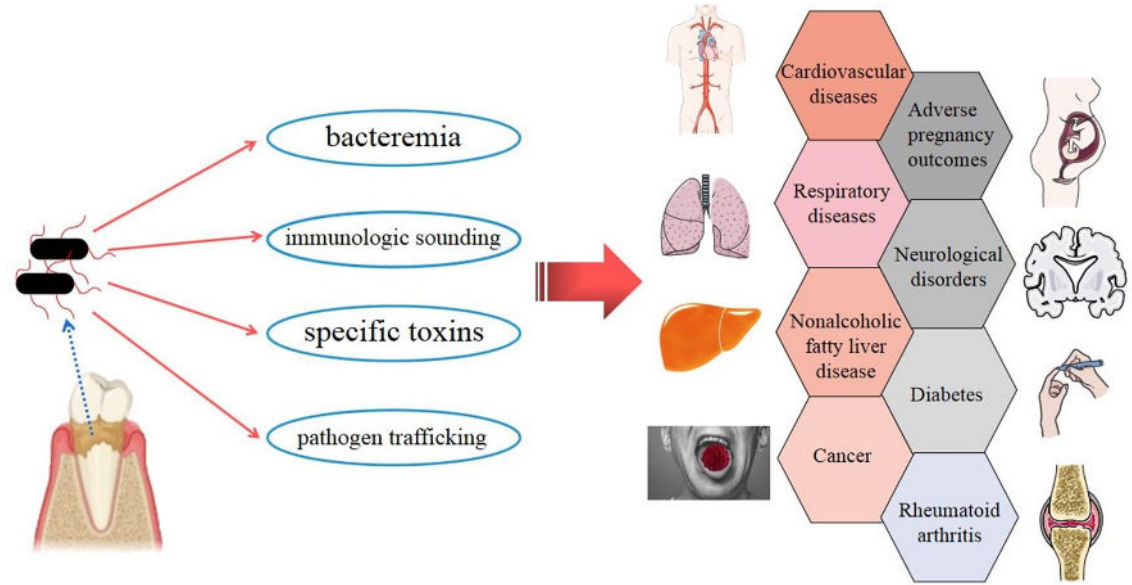 bacteremia
immunologic sounding
specific toxins
pathogen trafficking
Cardiovascular
diseases
Adverse
pregnancy
outcomes
Respiratory
diseases
Neurological
disorders
Nonalcoholic
fatty liver
disease
Diabetes
Cancer
Rheumatoid
arthritis